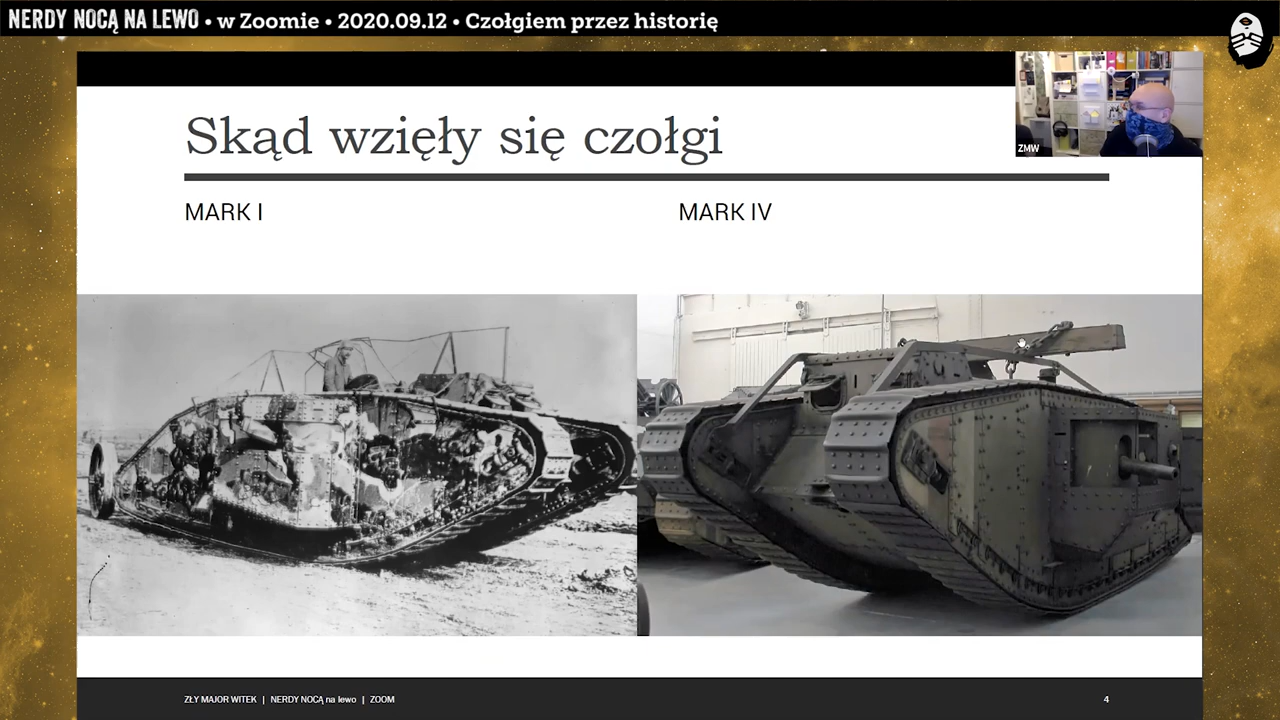 NERDY NOCĄ NA LEWO • w Zoomie • 2020.09.12 • Czołgiem przez historię
ZMW
Skąd wzięły się czołgi
MARK I
MARK IV
ZŁY MAJOR WITEK | NERDY NOCĄ na lewo | ZOOM
4